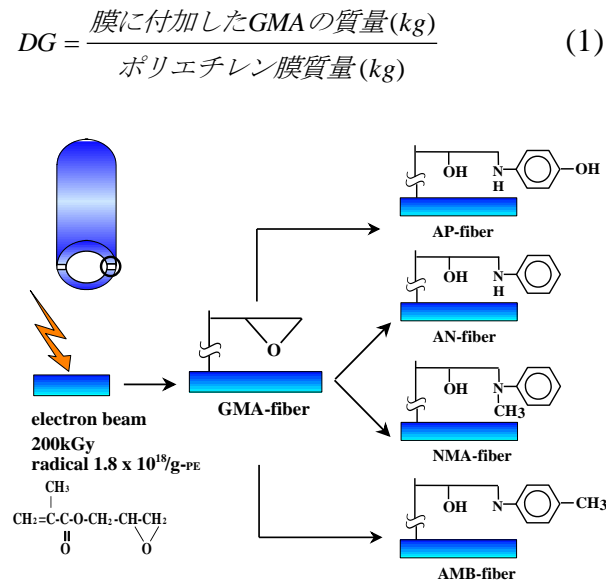 DG = 膜に付加したGMAの質量(kg) / ポリエチレン膜質量(kg) (1)
OH N H OH
AP-fiber
OH N H
AN-fiber
O
GMA-fiber
OH N CH3
NMA-fiber
electron beam
200kGy
radical 1.8 x 10^18/g-PE
CH3
CH2=C-C-O-CH2-CH-CH2
O O
OH N CH3
AMB-fiber